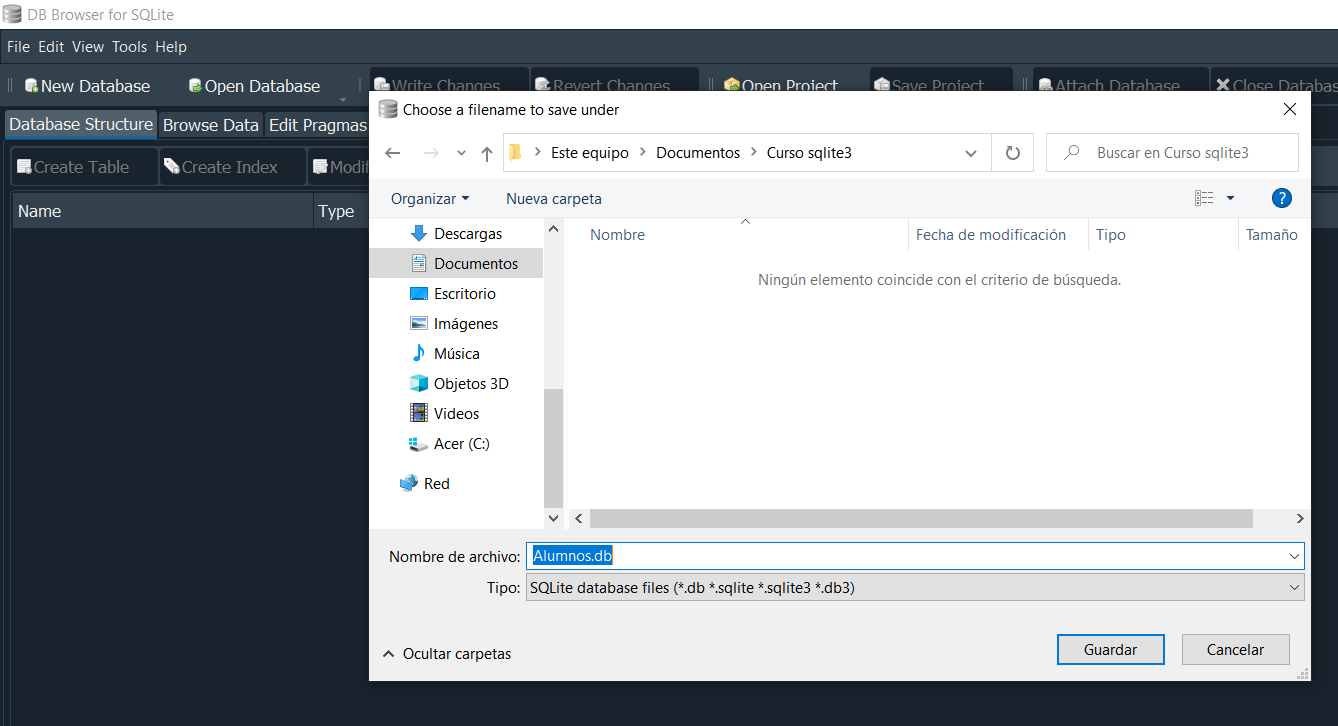 DB Browser for SQLite
File Edit View Tools Help
New Database Open Database Write Changes Revert Changes Open Project Save Project Attach Database Close Databas
Choose a filename to save under
Database Structure Browse Data Edit Pragmas
Este equipo > Documentos > Curso sqlite3 Buscar en Curso sqlite3
Create Table Create Index Modif
Organizar Nueva carpeta ?
Name Type
Nombre Fecha de modificación Tipo Tamaño
Descargas
Documentos
Escritorio
Imágenes
Música
Objetos 3D
Videos
Acer (C:)
Red
Ningún elemento coincide con el criterio de búsqueda.
Nombre de archivo: Alumnos.db
Tipo: SQLite database files (*.db *.sqlite *.sqlite3 *.db3)
Ocultar carpetas Guardar Cancelar